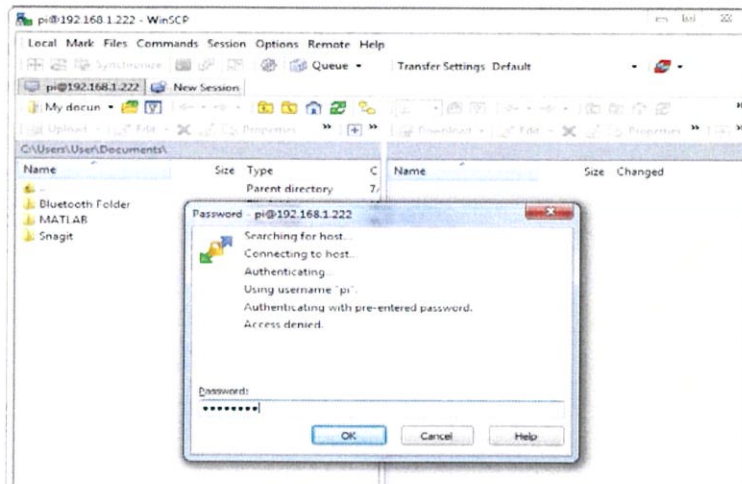 pi@192.168.1.222 - WinSCP
Local Mark Files Commands Session Options Remote Help
Synchronize Queue Transfer Settings Default
pi@192.168.1.222 New Session
My docun
Upload Edit Properties Download Edit Properties
C:\Users\User\Documents\
Name Size Type C Name Size Changed
.. Parent directory 7/
Bluetooth Folder
MATLAB
Snagit
Password - pi@192.168.1.222
Searching for host...
Connecting to host...
Authenticating...
Using username "pi".
Authenticating with pre-entered password.
Access denied.
Password:
OK Cancel Help